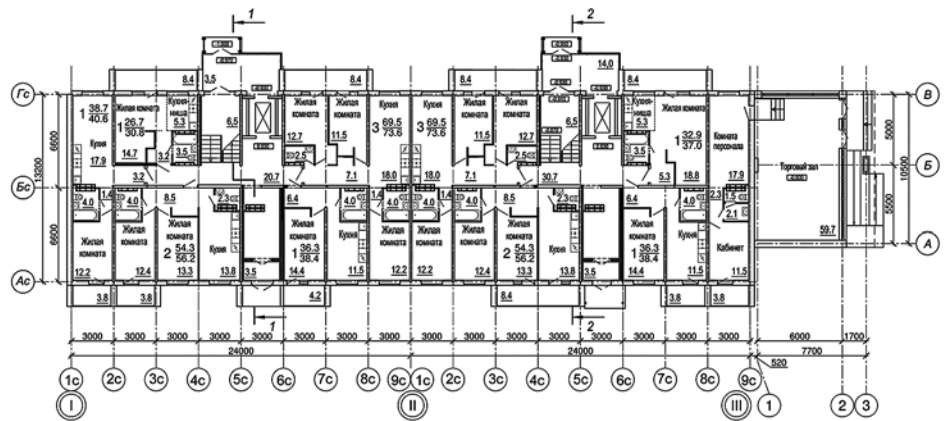 1 2
-1.020 -0.970 -0.920
-0.970
8.4 3,5 8.4 8.4 14,0 8.4
Гс В
1 38.7 40.6 Жилая комната 1 26.7 30.8 Кухня-ниша 5.3 6,5 Жилая комната Жилая комната Кухня Кухня Жилая комната Жилая комната 6,5 Кухня-ниша 5.3 Жилая комната
3 69.5 73.6 3 69.5 73.6 1 32.9 37.0 Комната персонала
Кухня 17.9 14.7 3.2 3.5 12.7 11.5 11.5 12.7 3.5 Торговый зал
3.2 20.7 2.5 7.1 18.0 18.0 7.1 2.5 30.7 5.3 18.8 17.9
6600 13200 6600 5000 10500 5500
Бс Б
4.0 1.4 4.0 8.5 2.3 6.4 4.0 1.4 4.0 4.0 1.4 4.0 8.5 2.3 6.4 4.0 2.3 1.5 2.1
Жилая комната Жилая комната Жилая комната 2 54.3 56.2 Кухня Жилая комната 1 36.3 38.4 Кухня Жилая комната Жилая комната Жилая комната Жилая комната 2 54.3 56.2 Кухня Жилая комната 1 36.3 38.4 Кухня Кабинет
59.7 А
12.2 12.4 13.3 13.8 3.5 14.4 11.5 12.2 12.2 12.4 13.3 13.8 3.5 14.4 11.5 11.5
Ас
3.8 3.8 4.2 8.4 3.8 3.8
1 2
3000 3000 3000 3000 3000 3000 3000 3000 3000 3000 3000 3000 3000 3000 3000 3000 6000 1700
24000 24000 7700
520
1с 2с 3с 4с 5с 6с 7с 8с 9с 1с 2с 3с 4с 5с 6с 7с 8с 9с 1 2 3
I II III